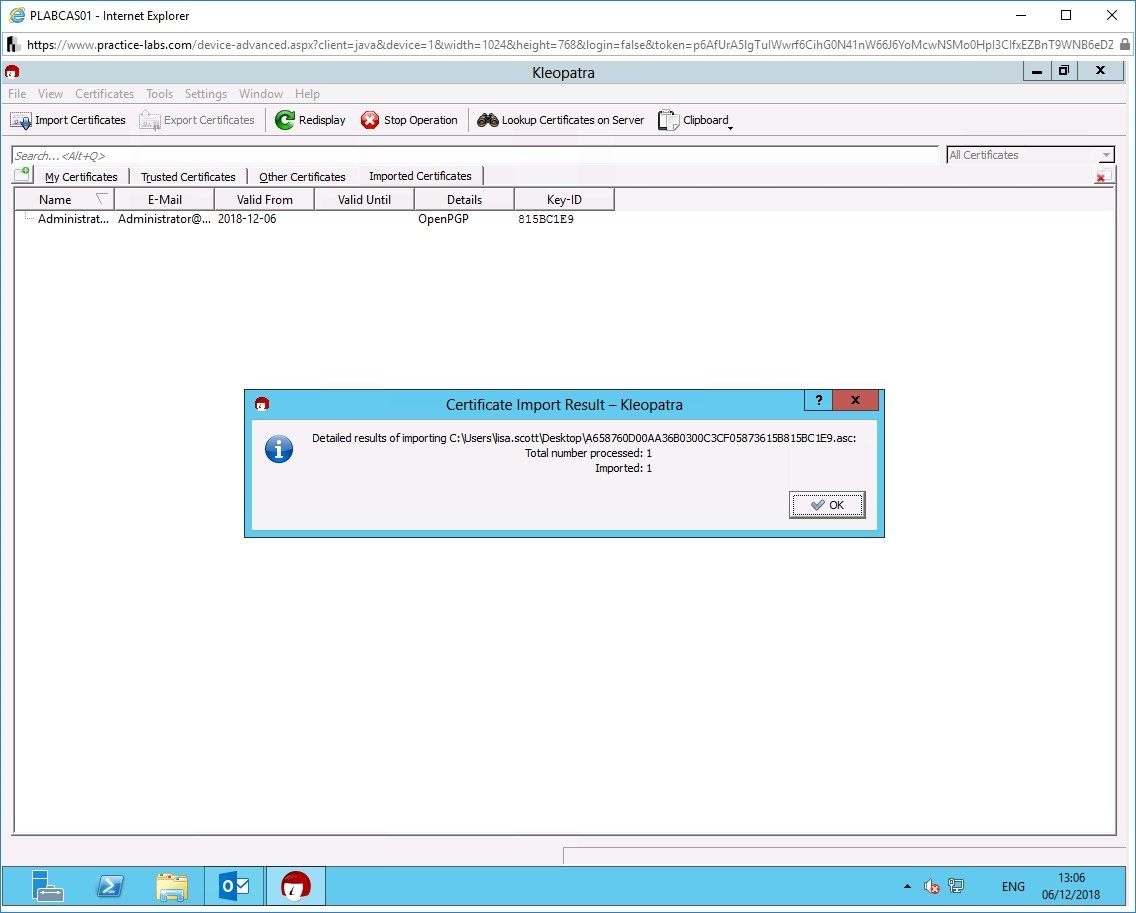 PLABCAS01 - Internet Explorer
https://www.practice-labs.com/device-advanced.aspx?client=java&device=1&width=1024&height=768&login=false&token=p6AfUrA5IgTulWwrf6CihG0N41nW66J6YoMcwNSMo0HpI3ClfxEZBnT9WNB6eDZ
Kleopatra
File View Certificates Tools Settings Window Help
Import Certificates Export Certificates Redisplay Stop Operation Lookup Certificates on Server Clipboard
Search...<Alt+Q> All Certificates
My Certificates Trusted Certificates Other Certificates Imported Certificates
Name E-Mail Valid From Valid Until Details Key-ID
Administrat... Administrator@... 2018-12-06 OpenPGP 815BC1E9
Certificate Import Result – Kleopatra
Detailed results of importing C:\Users\lisa.scott\Desktop\A658760D00AA36B0300C3CF05873615B815BC1E9.asc:
Total number processed: 1
Imported: 1
OK
ENG
13:06
06/12/2018